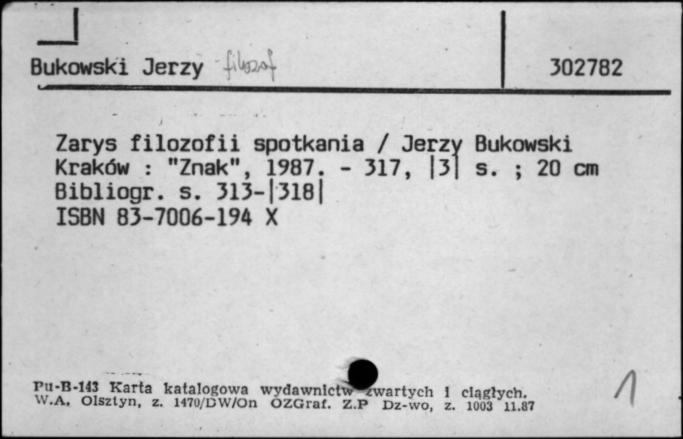 Bukowski Jerzy filozof 302782
Zarys filozofii spotkania / Jerzy Bukowski
Kraków : "Znak", 1987. - 317, |3| s. ; 20 cm
Bibliogr. s. 313-|318|
ISBN 83-7006-194 X
Pu-B-143 Karta katalogowa wydawnictw zwartych i ciągłych.
W.A. Olsztyn, z. 1470/DW/On OZGraf. Z.P Dz-wo, z. 1003 11.87
1